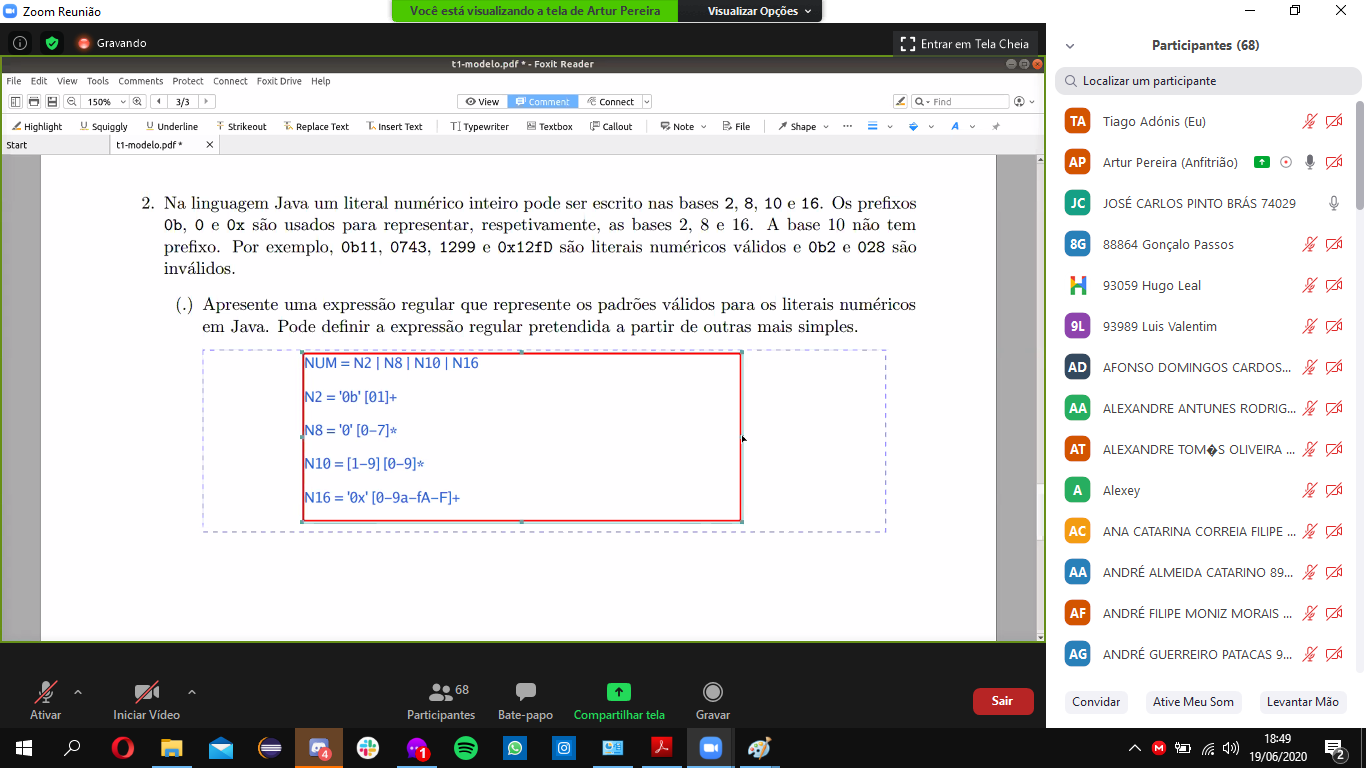 Zoom Reunião
Você está visualizando a tela de Artur Pereira
Visualizar Opções
Gravando
Entrar em Tela Cheia
t1-modelo.pdf * - Foxit Reader
File Edit View Tools Comments Protect Connect Foxit Drive Help
150% 3/3 View Comment Connect Find
Highlight Squiggly Underline Strikeout Replace Text Insert Text Typewriter Textbox Callout Note File Shape
Start t1-modelo.pdf *
2. Na linguagem Java um literal numérico inteiro pode ser escrito nas bases 2, 8, 10 e 16. Os prefixos
0b, 0 e 0x são usados para representar, respetivamente, as bases 2, 8 e 16. A base 10 não tem
prefixo. Por exemplo, 0b11, 0743, 1299 e 0x12fD são literais numéricos válidos e 0b2 e 028 são
inválidos.
(.) Apresente uma expressão regular que represente os padrões válidos para os literais numéricos
em Java. Pode definir a expressão regular pretendida a partir de outras mais simples.
NUM = N2 | N8 | N10 | N16
N2 = '0b' [01]+
N8 = '0' [0-7]*
N10 = [1-9] [0-9]*
N16 = '0x' [0-9a-fA-F]+
Participantes (68)
Localizar um participante
TA Tiago Adónis (Eu)
AP Artur Pereira (Anfitrião)
JC JOSÉ CARLOS PINTO BRÁS 74029
8G 88864 Gonçalo Passos
93059 Hugo Leal
9L 93989 Luis Valentim
AD AFONSO DOMINGOS CARDOS...
AA ALEXANDRE ANTUNES RODRIG...
AT ALEXANDRE TOM�S OLIVEIRA ...
A Alexey
AC ANA CATARINA CORREIA FILIPE ...
AA ANDRÉ ALMEIDA CATARINO 89...
AF ANDRÉ FILIPE MONIZ MORAIS ...
AG ANDRÉ GUERREIRO PATACAS 9...
Convidar Ative Meu Som Levantar Mão
Ativar Iniciar Vídeo Participantes 68 Bate-papo Compartilhar tela Gravar Sair
4
1
18:49
19/06/2020
2